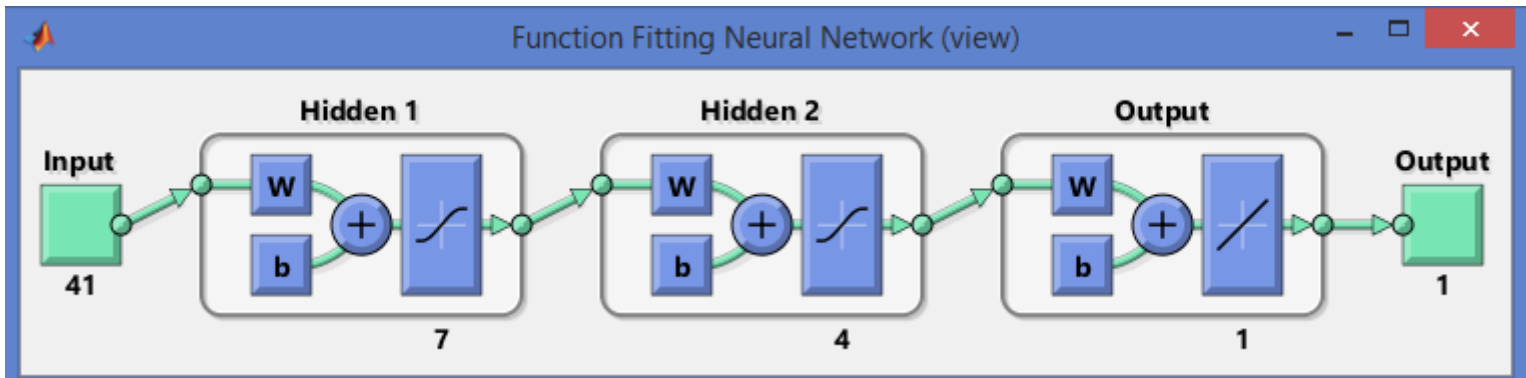 Function Fitting Neural Network (view)
Hidden 1
Hidden 2
Output
Input
Output
W
W
W
b
b
b
41
1
7
4
1